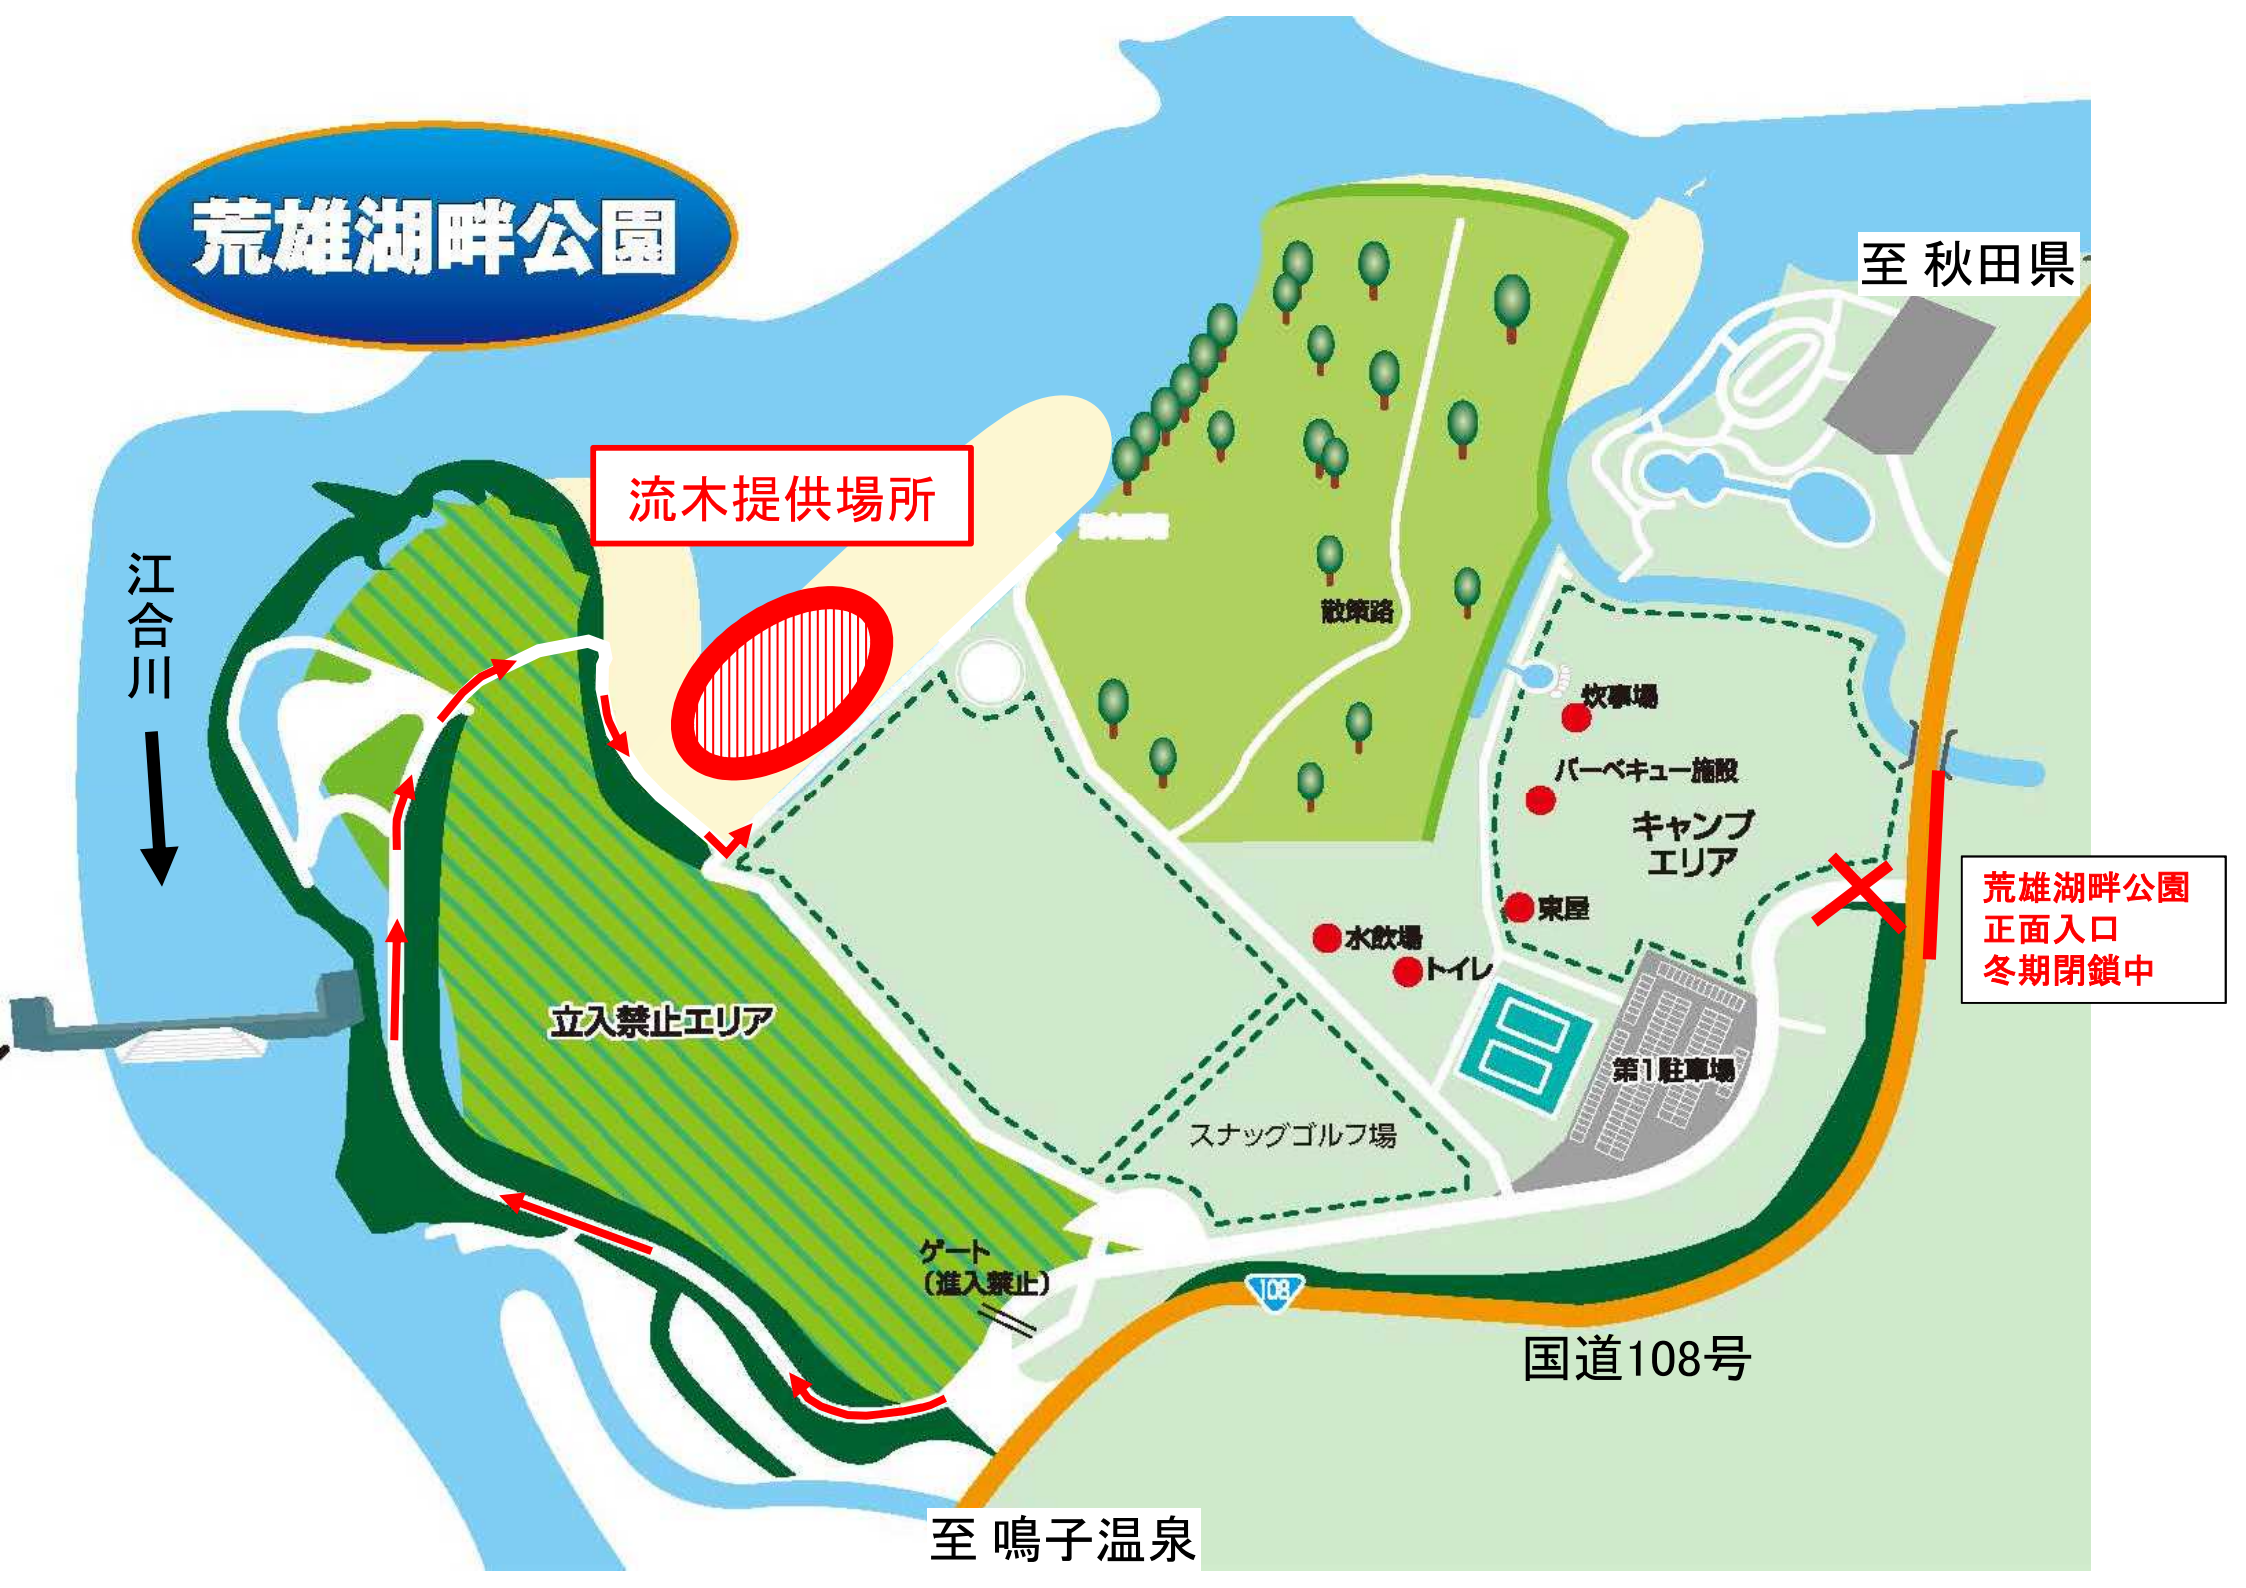 荒雄湖畔公園
至 秋田県
流木提供場所
江合川
散策路
炊事場
バーベキュー施設
キャンプ
エリア
荒雄湖畔公園
正面入口
冬期閉鎖中
東屋
水飲場
トイレ
立入禁止エリア
第1駐車場
スナッグゴルフ場
ゲート
（進入禁止）
108
国道108号
至 鳴子温泉